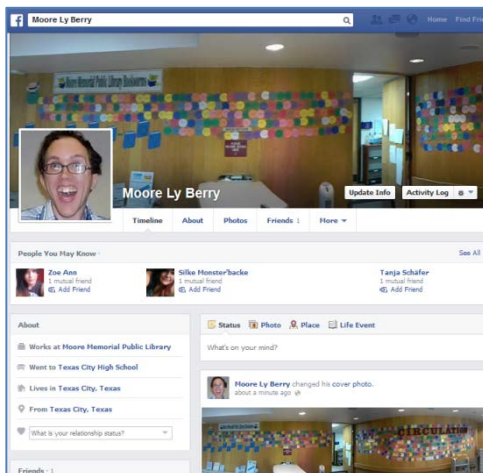 f Moore Ly Berry
Home Find Frie
Moore Memorial Public Library Bookworms
Moore Ly Berry
Update Info
Activity Log
Timeline About Photos Friends 1 More
People You May Know · See All
Zoe Ann
1 mutual friend
Add Friend
Silke Monster'backe
1 mutual friend
Add Friend
Tanja Schäfer
1 mutual friend
Add Friend
About
Works at Moore Memorial Public Library
Went to Texas City High School
Lives in Texas City, Texas
From Texas City, Texas
What is your relationship status?
Friends · 1
Status Photo Place Life Event
What's on your mind?
Moore Ly Berry changed his cover photo.
about a minute ago
CIRCULATION